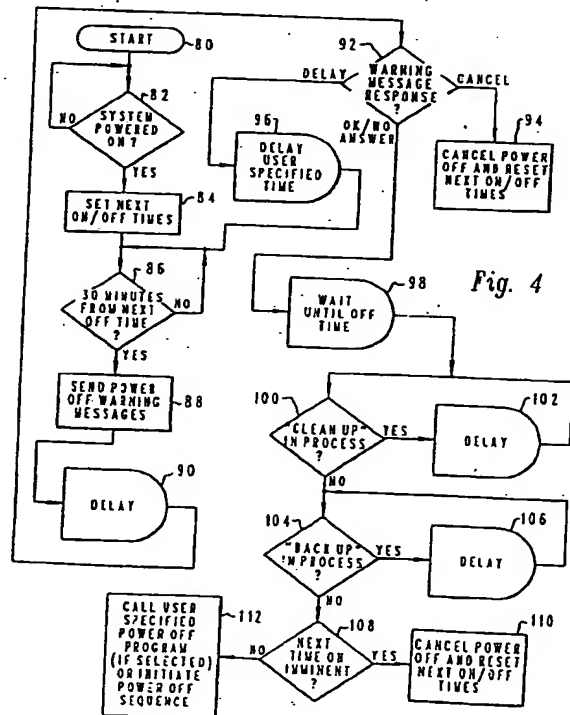 START
80
82
SYSTEM
POWERED
ON?
NO
YES
SET NEXT
ON/OFF TIMES
84
86
30 MINUTES
FROM NEXT
OFF TIME
?
NO
YES
SEND POWER
OFF WARNING
MESSAGES
88
90
DELAY
92
WARNING
MESSAGE
RESPONSE
?
DELAY
CANCEL
OK/NO
ANSWER
94
CANCEL POWER
OFF AND RESET
NEXT ON/OFF
TIMES
96
DELAY
USER
SPECIFIED
TIME
98
WAIT
UNTIL OFF
TIME
Fig. 4
100
"CLEAN UP"
IN PROCESS
?
YES
NO
102
DELAY
104
"BACK UP"
IN PROCESS
?
YES
NO
106
DELAY
108
NEXT
TIME ON
IMMINENT
?
NO
YES
110
CANCEL POWER
OFF AND RESET
NEXT ON/OFF
TIMES
112
CALL USER
SPECIFIED
POWER OFF
PROGRAM
(IF SELECTED)
OR INITIATE
POWER OFF
SEQUENCE